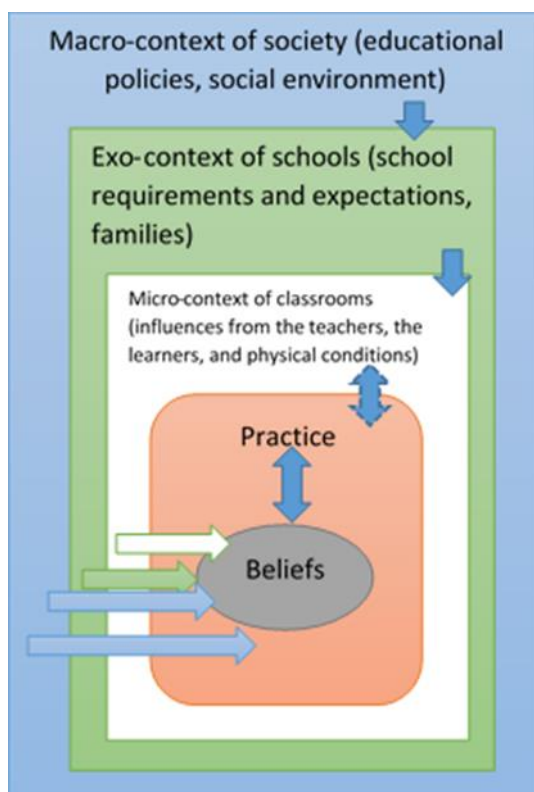 Macro-context of society (educational
policies, social environment)
Exo-context of schools (school
requirements and expectations,
families)
Micro-context of classrooms
(influences from the teachers, the
learners, and physical conditions)
Practice
Beliefs